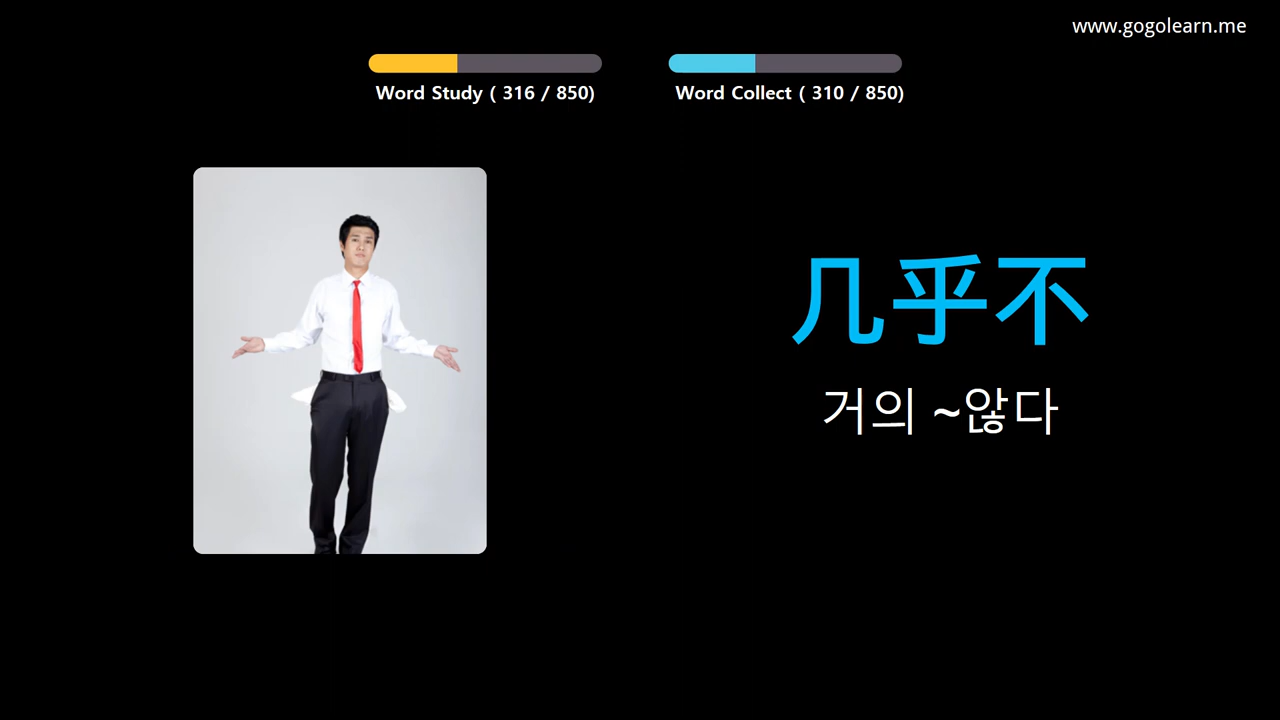 www.gogolearn.me
Word Study ( 316 / 850)
Word Collect ( 310 / 850)
几乎不
거의 ~않다